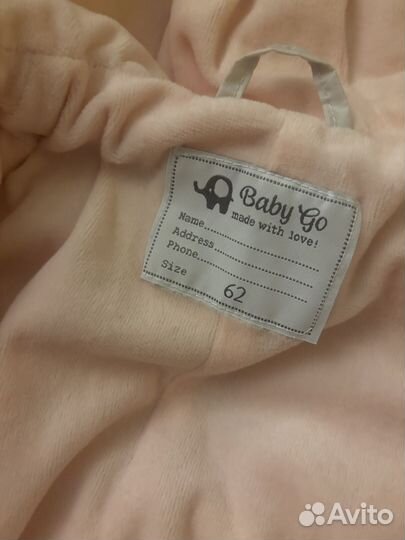 Baby Go
made with love!
Name
Address
Phone
Size
62
Avito